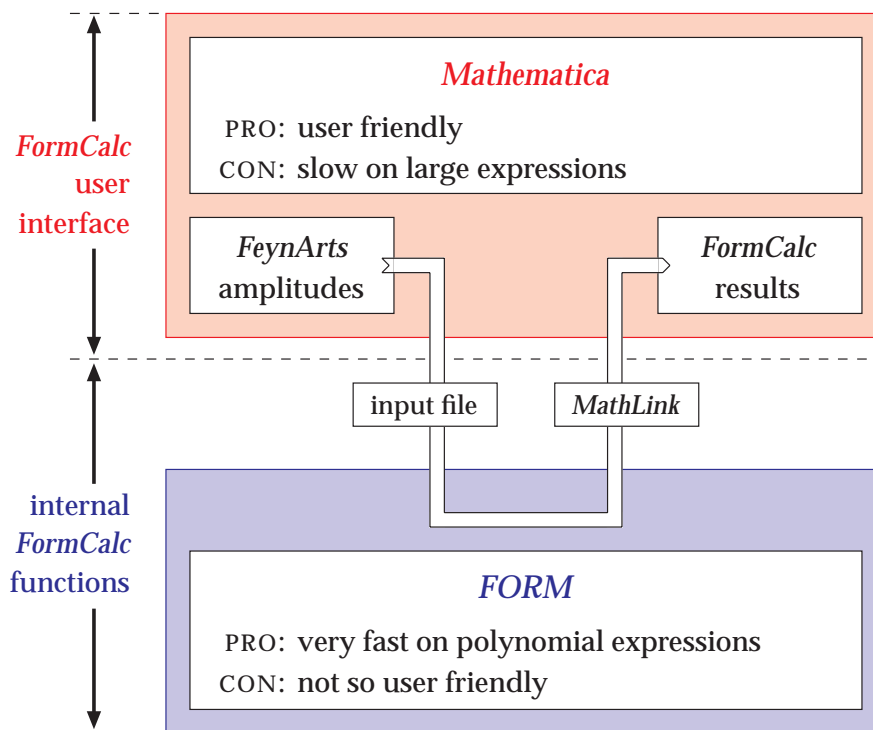 Mathematica
PRO: user friendly
CON: slow on large expressions
FormCalc
user
interface
FeynArts
amplitudes
FormCalc
results
input file
MathLink
internal
FormCalc
functions
FORM
PRO: very fast on polynomial expressions
CON: not so user friendly